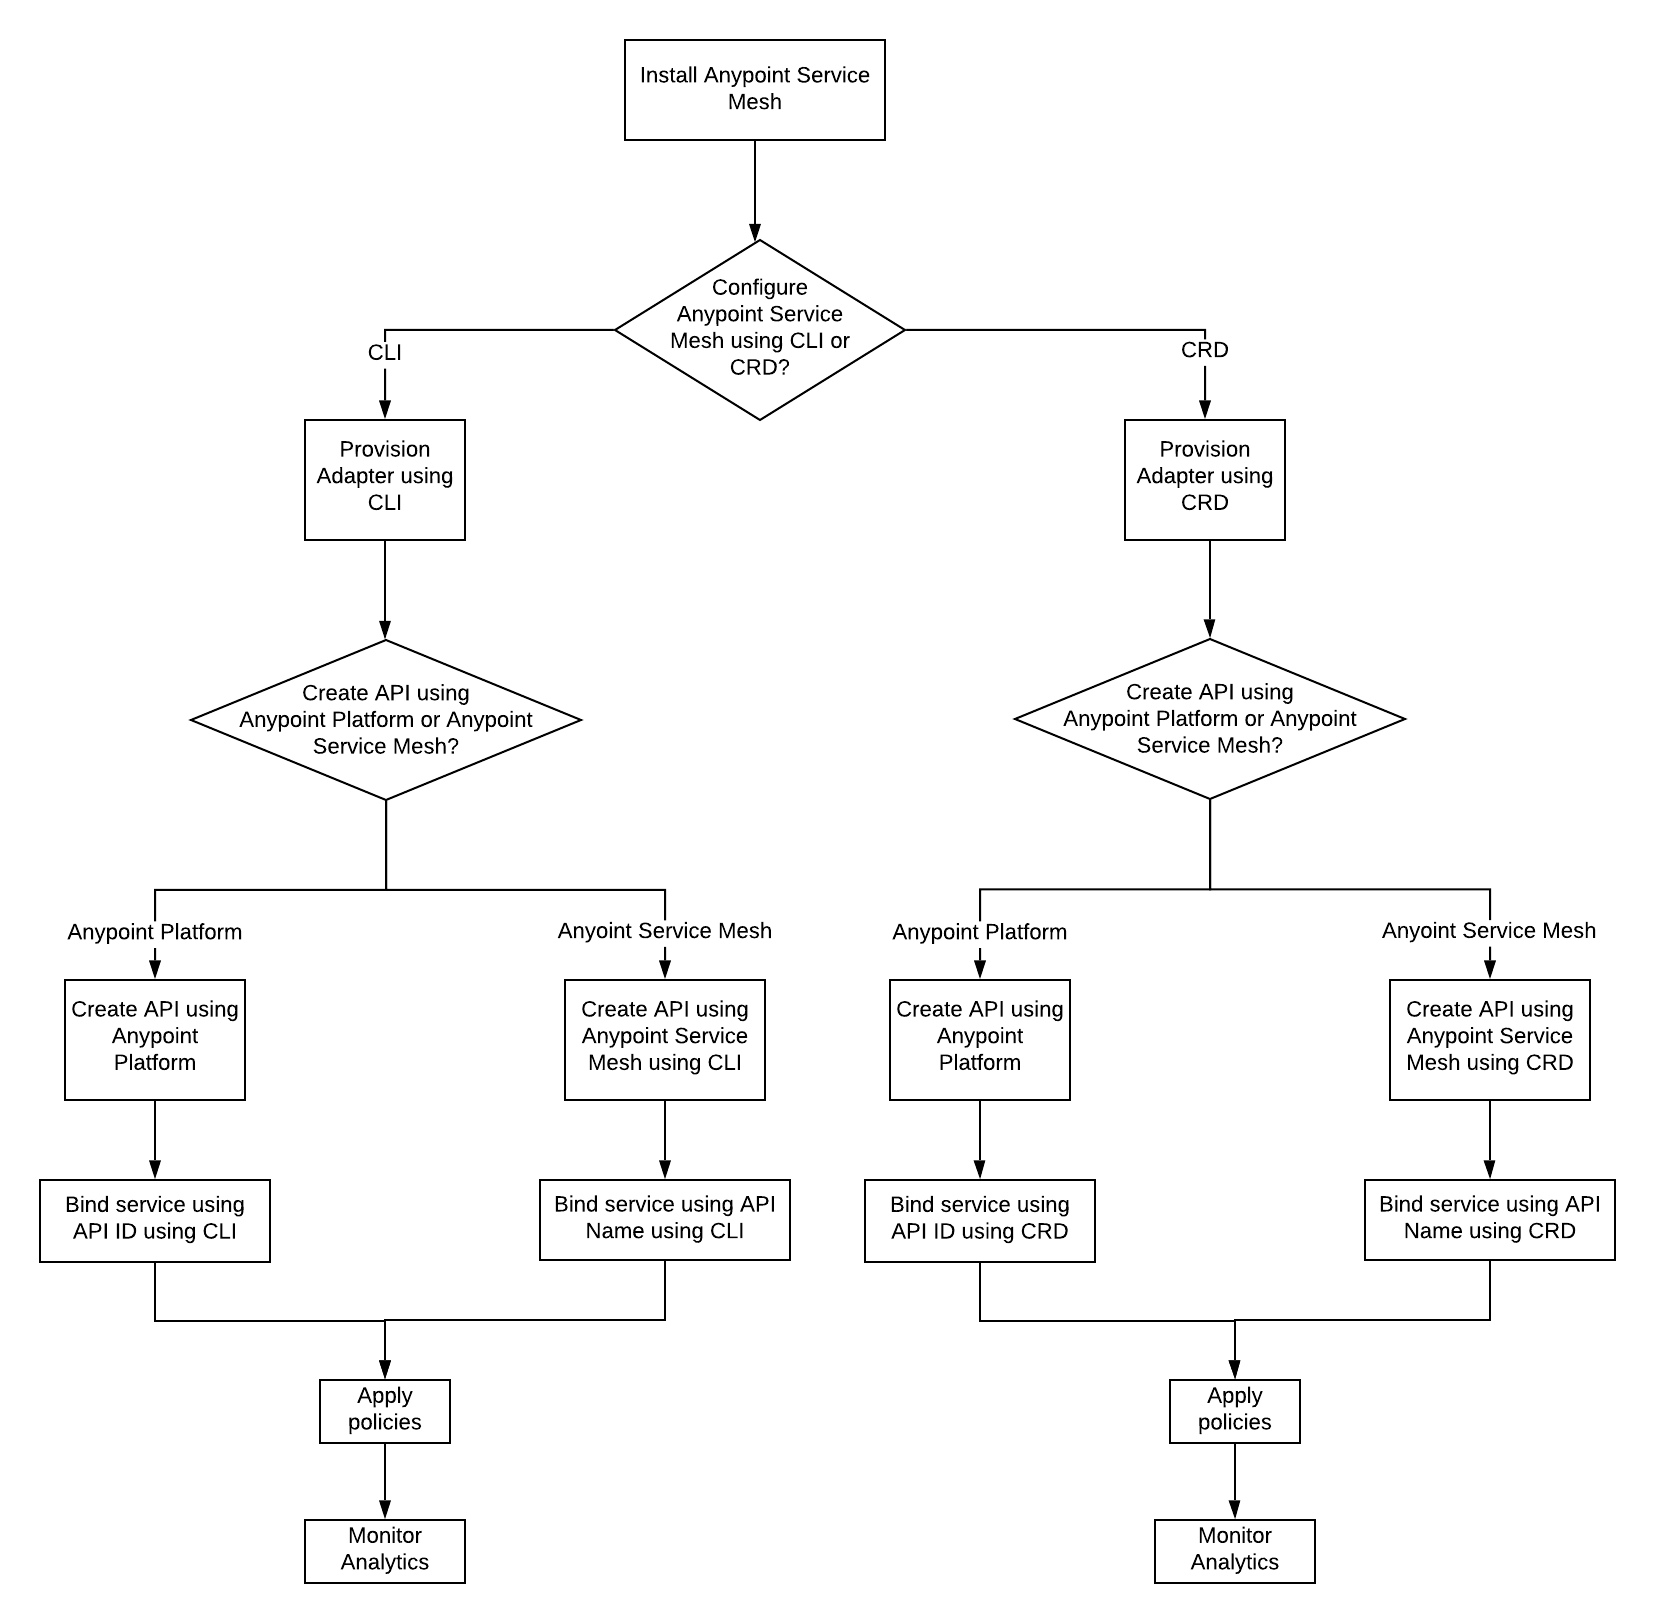 Install Anypoint Service
Mesh
Configure
Anypoint Service
Mesh using CLI or
CRD?
CLI
CRD
Provision
Adapter using
CLI
Provision
Adapter using
CRD
Create API using
Anypoint Platform or Anypoint
Service Mesh?
Create API using
Anypoint Platform or Anypoint
Service Mesh?
Anypoint Platform
Anyoint Service Mesh
Anypoint Platform
Anyoint Service Mesh
Create API using
Anypoint
Platform
Create API using
Anypoint Service
Mesh using CLI
Create API using
Anypoint
Platform
Create API using
Anypoint Service
Mesh using CRD
Bind service using
API ID using CLI
Bind service using API
Name using CLI
Bind service using
API ID using CRD
Bind service using API
Name using CRD
Apply
policies
Apply
policies
Monitor
Analytics
Monitor
Analytics